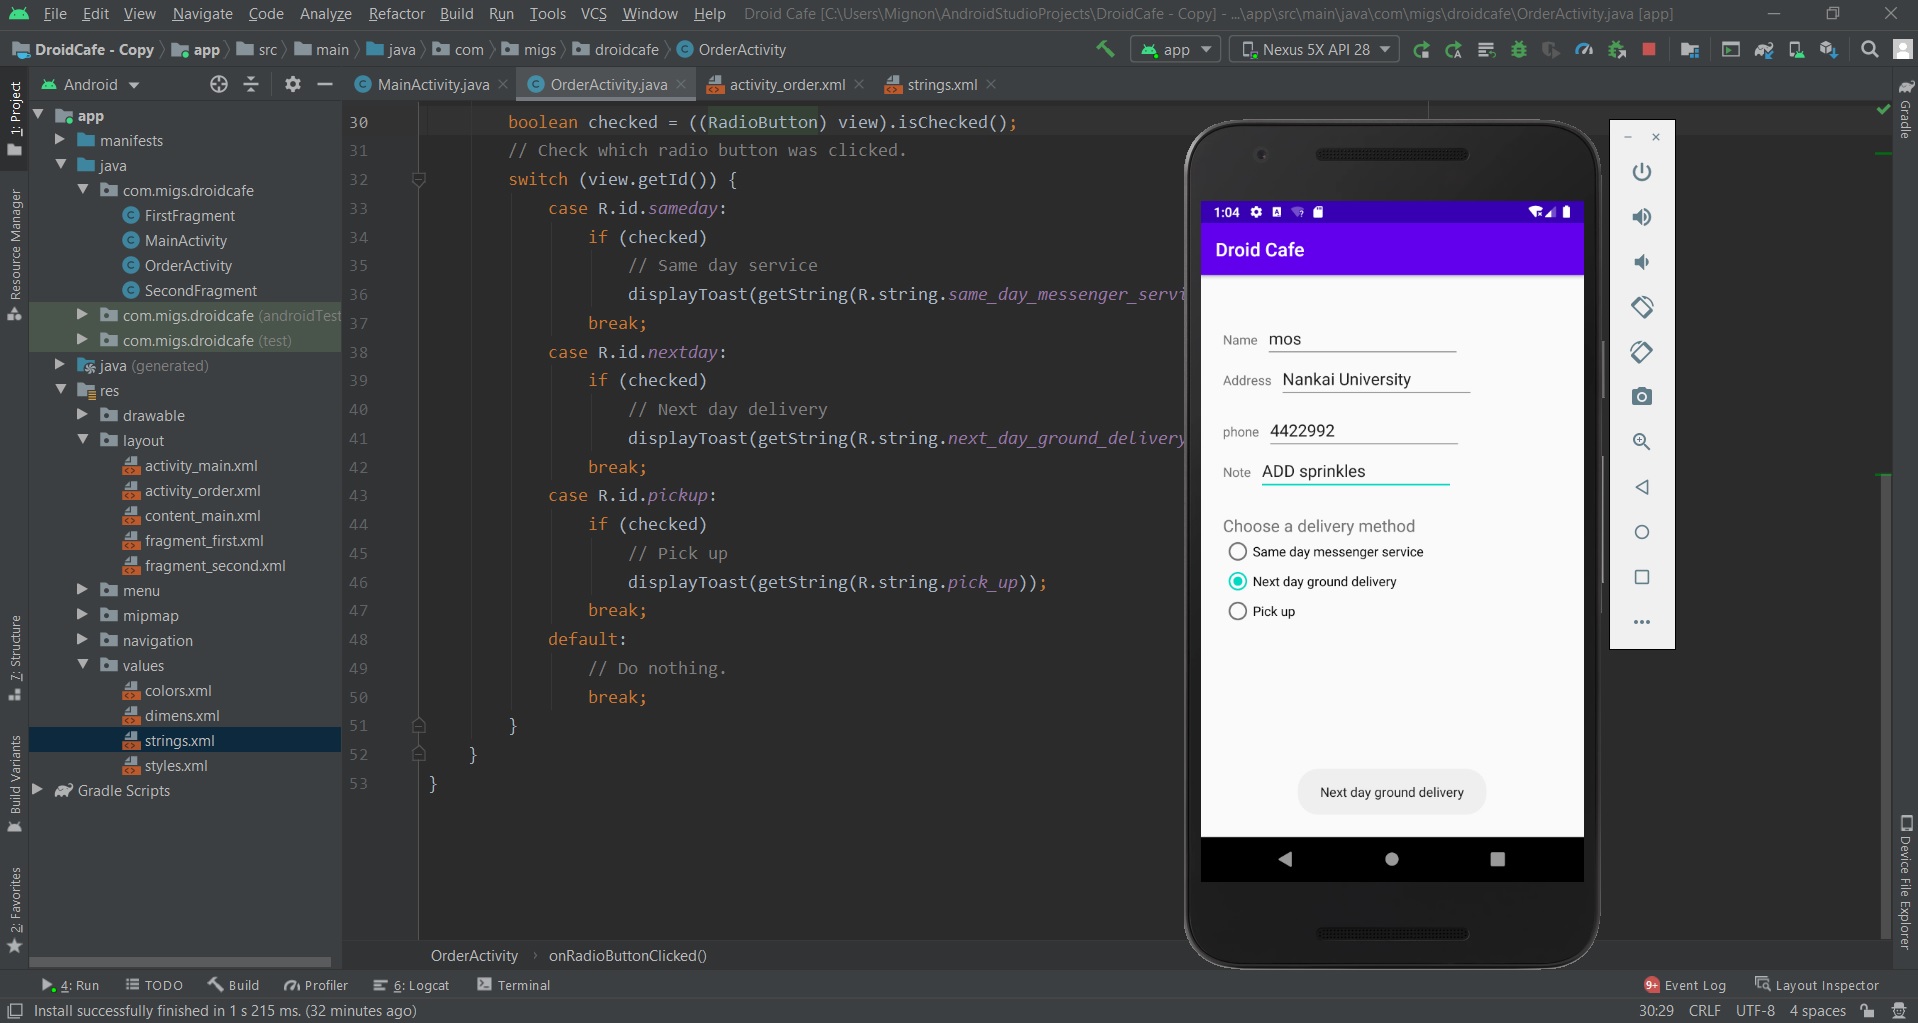 File Edit View Navigate Code Analyze Refactor Build Run Tools VCS Window Help Droid Cafe [C:\Users\Mignon\AndroidStudioProjects\DroidCafe - Copy] - ...\app\src\main\java\com\migs\droidcafe\OrderActivity.java [app]
DroidCafe - Copy app src main java com migs droidcafe OrderActivity app Nexus 5X API 28
Android MainActivity.java OrderActivity.java activity_order.xml strings.xml
1: Project
Resource Manager
7: Structure
Build Variants
2: Favorites
app
manifests
java
com.migs.droidcafe
FirstFragment
MainActivity
OrderActivity
SecondFragment
com.migs.droidcafe (androidTest
com.migs.droidcafe (test)
java (generated)
res
drawable
layout
activity_main.xml
activity_order.xml
content_main.xml
fragment_first.xml
fragment_second.xml
menu
mipmap
navigation
values
colors.xml
dimens.xml
strings.xml
styles.xml
Gradle Scripts
30 boolean checked = ((RadioButton) view).isChecked();
31 // Check which radio button was clicked.
32 switch (view.getId()) {
33 case R.id.sameday:
34 if (checked)
35 // Same day service
36 displayToast(getString(R.string.same_day_messenger_servi
37 break;
38 case R.id.nextday:
39 if (checked)
40 // Next day delivery
41 displayToast(getString(R.string.next_day_ground_delivery
42 break;
43 case R.id.pickup:
44 if (checked)
45 // Pick up
46 displayToast(getString(R.string.pick_up));
47 break;
48 default:
49 // Do nothing.
50 break;
51 }
52 }
53 }
1:04
Droid Cafe
Name mos
Address Nankai University
phone 4422992
Note ADD sprinkles
Choose a delivery method
Same day messenger service
Next day ground delivery
Pick up
Next day ground delivery
Gradle
Device File Explorer
OrderActivity onRadioButtonClicked()
4: Run TODO Build Profiler 6: Logcat Terminal 9+ Event Log Layout Inspector
Install successfully finished in 1 s 215 ms. (32 minutes ago) 30:29 CRLF UTF-8 4 spaces